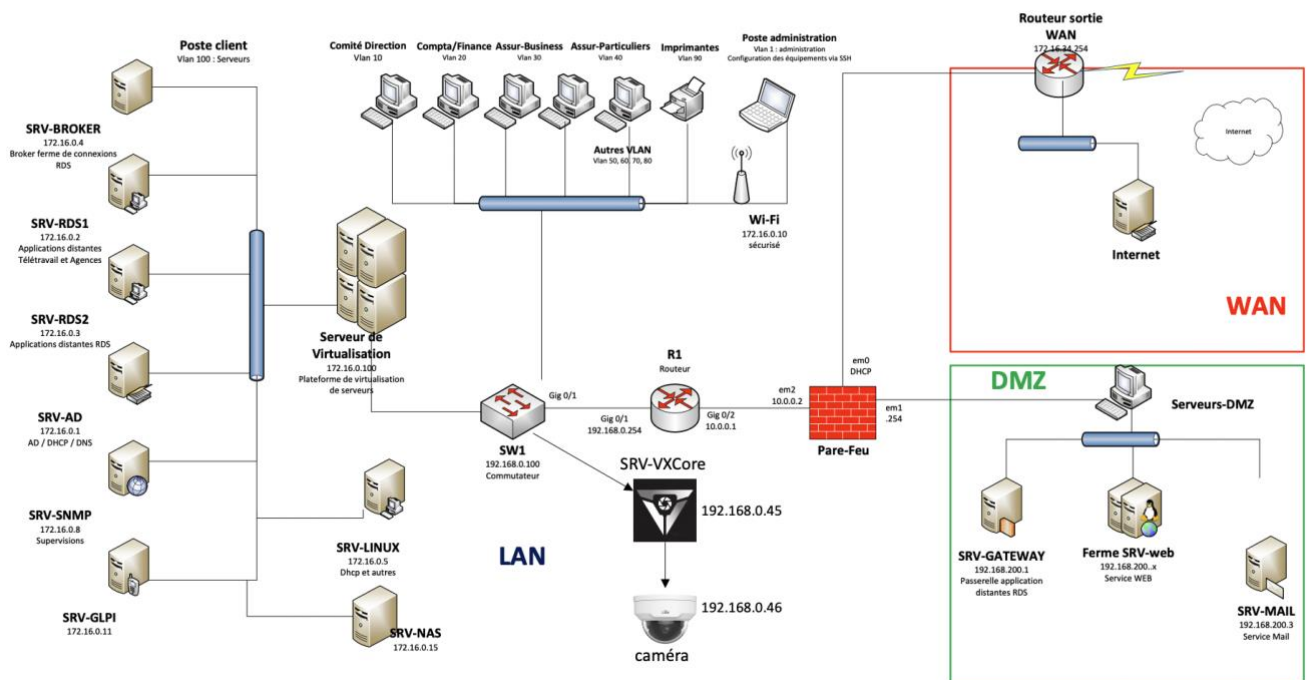 Poste client
Vlan 100 : Serveurs
SRV-BROKER
172.16.0.4
Broker ferme de connexions
RDS
SRV-RDS1
172.16.0.2
Applications distantes
Télétravail et Agences
SRV-RDS2
172.16.0.3
Applications distantes RDS
SRV-AD
172.16.0.1
AD / DHCP / DNS
SRV-SNMP
172.16.0.8
Supervisions
SRV-GLPI
172.16.0.11
SRV-LINUX
172.16.0.5
Dhcp et autres
SRV-NAS
172.16.0.15
Serveur de
Virtualisation
172.16.0.100
Plateforme de virtualisation
de serveurs
Comité Direction
Vlan 10
Compta/Finance
Vlan 20
Assur-Business
Vlan 30
Assur-Particuliers
Vlan 40
Imprimantes
Vlan 90
Poste administration
Vlan 1 : administration
Configuration des équipements via SSH
Autres VLAN
Vlan 50, 60, 70, 80
Wi-Fi
172.16.0.10
sécurisé
Gig 0/1
SW1
192.168.0.100
Commutateur
R1
Routeur
Gig 0/1
192.168.0.254
Gig 0/2
10.0.0.1
em2
10.0.0.2
em0
DHCP
em1
.254
Pare-Feu
SRV-VXCore
192.168.0.45
192.168.0.46
caméra
LAN
Routeur sortie
WAN
172.16.34.254
Internet
Internet
WAN
DMZ
Serveurs-DMZ
SRV-GATEWAY
192.168.200.1
Passerelle application
distantes RDS
Ferme SRV-web
192.168.200..x
Service WEB
SRV-MAIL
192.168.200.3
Service Mail